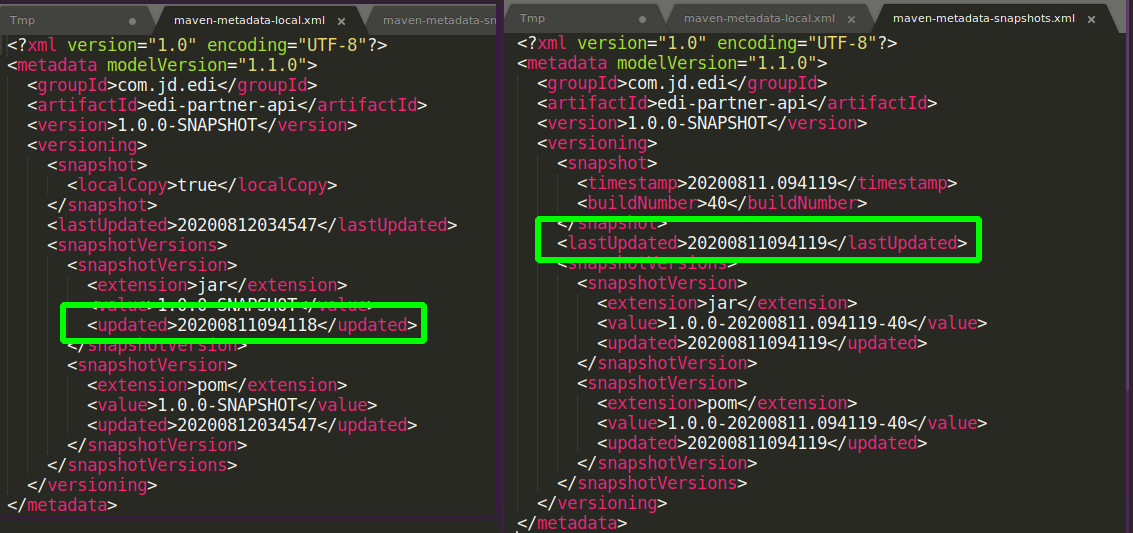 Tmp
maven-metadata-local.xml ×
maven-metadata-sn
<?xml version="1.0" encoding="UTF-8"?>
<metadata modelVersion="1.1.0">
<groupId>com.jd.edi</groupId>
<artifactId>edi-partner-api</artifactId>
<version>1.0.0-SNAPSHOT</version>
<versioning>
<snapshot>
<localCopy>true</localCopy>
</snapshot>
<lastUpdated>20200812034547</lastUpdated>
<snapshotVersions>
<snapshotVersion>
<extension>jar</extension>
<value>1.0.0-SNAPSHOT</value>
<updated>20200811094118</updated>
</snapshotVersion>
<snapshotVersion>
<extension>pom</extension>
<value>1.0.0-SNAPSHOT</value>
<updated>20200812034547</updated>
</snapshotVersion>
</snapshotVersions>
</versioning>
</metadata>
Tmp
maven-metadata-local.xml ×
maven-metadata-snapshots.xml ×
<?xml version="1.0" encoding="UTF-8"?>
<metadata modelVersion="1.1.0">
<groupId>com.jd.edi</groupId>
<artifactId>edi-partner-api</artifactId>
<version>1.0.0-SNAPSHOT</version>
<versioning>
<snapshot>
<timestamp>20200811.094119</timestamp>
<buildNumber>40</buildNumber>
</snapshot>
<lastUpdated>20200811094119</lastUpdated>
<snapshotVersions>
<snapshotVersion>
<extension>jar</extension>
<value>1.0.0-20200811.094119-40</value>
<updated>20200811094119</updated>
</snapshotVersion>
<snapshotVersion>
<extension>pom</extension>
<value>1.0.0-20200811.094119-40</value>
<updated>20200811094119</updated>
</snapshotVersion>
</snapshotVersions>
</versioning>
</metadata>